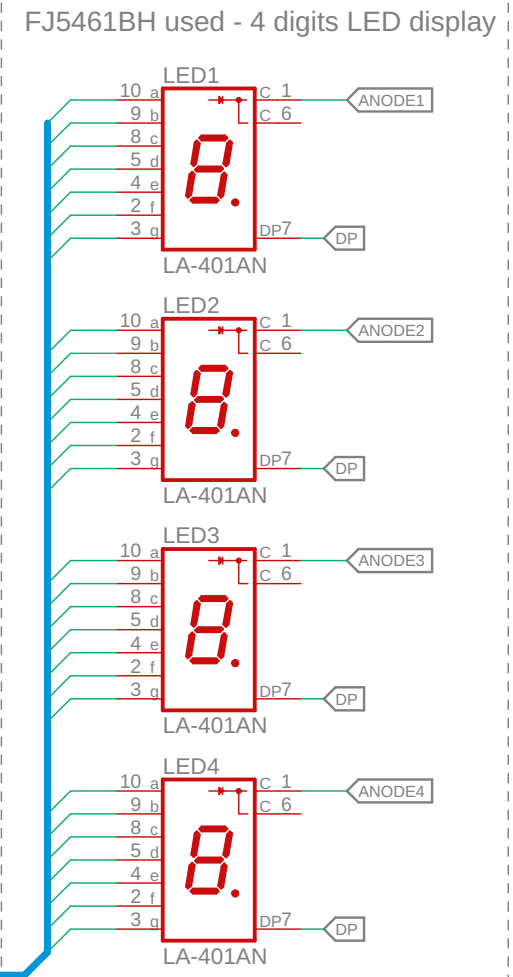 FJ5461BH used - 4 digits LED display
LED1
10 a C 1 ANODE1
9 b C 6
8 c
5 d
4 e
2 f
3 g DP7 DP
LA-401AN
LED2
10 a C 1 ANODE2
9 b C 6
8 c
5 d
4 e
2 f
3 g DP7 DP
LA-401AN
LED3
10 a C 1 ANODE3
9 b C 6
8 c
5 d
4 e
2 f
3 g DP7 DP
LA-401AN
LED4
10 a C 1 ANODE4
9 b C 6
8 c
5 d
4 e
2 f
3 g DP7 DP
LA-401AN